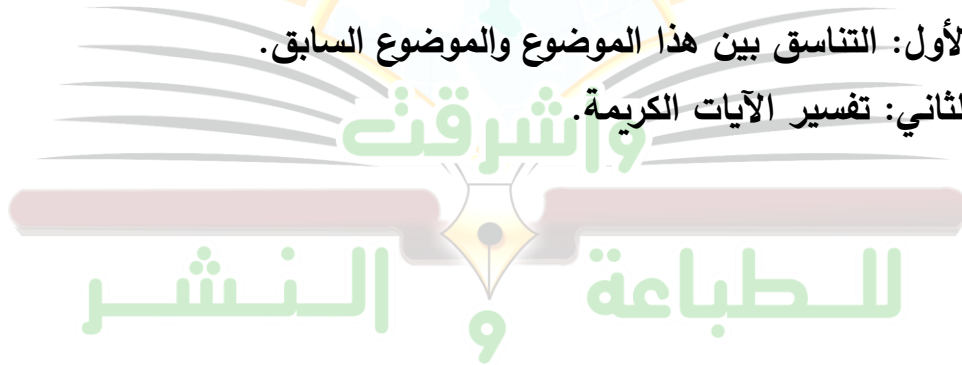 لأول: التناسق بين هذا الموضوع والموضوع السابق.
لثاني: تفسير الآيات الكريمة.
وأشرقت
للطباعة و النشر